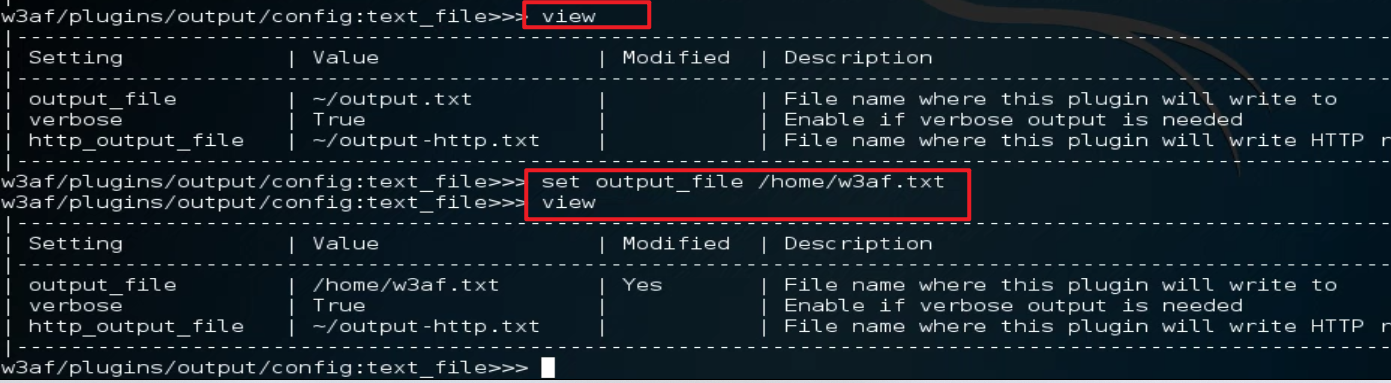 w3af/plugins/output/config:text_file>>> view
|-----------------------------------------------------------------------------------------------------
| Setting | Value | Modified | Description
|-----------------------------------------------------------------------------------------------------
| output_file | ~/output.txt | | File name where this plugin will write to
| verbose | True | | Enable if verbose output is needed
| http_output_file | ~/output-http.txt | | File name where this plugin will write HTTP r
|-----------------------------------------------------------------------------------------------------
w3af/plugins/output/config:text_file>>> set output_file /home/w3af.txt
w3af/plugins/output/config:text_file>>> view
|-----------------------------------------------------------------------------------------------------
| Setting | Value | Modified | Description
|-----------------------------------------------------------------------------------------------------
| output_file | /home/w3af.txt | Yes | File name where this plugin will write to
| verbose | True | | Enable if verbose output is needed
| http_output_file | ~/output-http.txt | | File name where this plugin will write HTTP r
|-----------------------------------------------------------------------------------------------------
w3af/plugins/output/config:text_file>>>